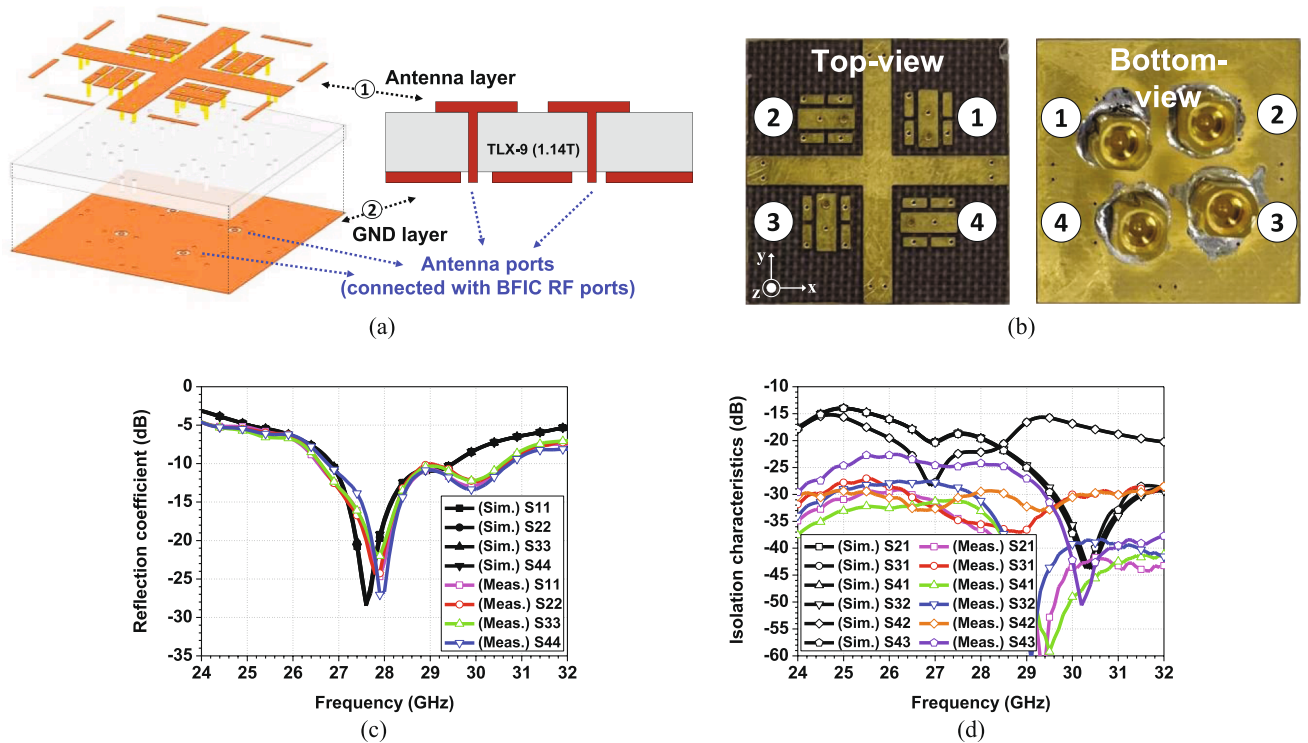 ① Antenna layer
TLX-9 (1.14T)
② GND layer
Antenna ports
(connected with BFIC RF ports)
(a)
Top-view
2
1
3
4
y
z
x
Bottom-
view
1
2
4
3
(b)
Reflection coefficient (dB)
0
-5
-10
-15
-20
-25
-30
-35
24 25 26 27 28 29 30 31 32
Frequency (GHz)
(Sim.) S11
(Sim.) S22
(Sim.) S33
(Sim.) S44
(Meas.) S11
(Meas.) S22
(Meas.) S33
(Meas.) S44
(c)
Isolation characteristics (dB)
-10
-15
-20
-25
-30
-35
-40
-45
-50
-55
-60
24 25 26 27 28 29 30 31 32
Frequency (GHz)
(Sim.) S21 (Meas.) S21
(Sim.) S31 (Meas.) S31
(Sim.) S41 (Meas.) S41
(Sim.) S32 (Meas.) S32
(Sim.) S42 (Meas.) S42
(Sim.) S43 (Meas.) S43
(d)